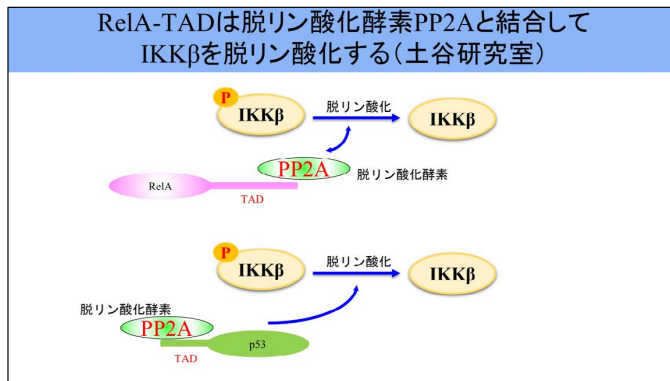 RelA-TADは脱リン酸化酵素PP2Aと結合して
IKKβを脱リン酸化する(土谷研究室)
P
IKKβ
脱リン酸化
IKKβ
PP2A
脱リン酸化酵素
RelA
TAD
P
IKKβ
脱リン酸化
IKKβ
脱リン酸化酵素
PP2A
TAD
p53